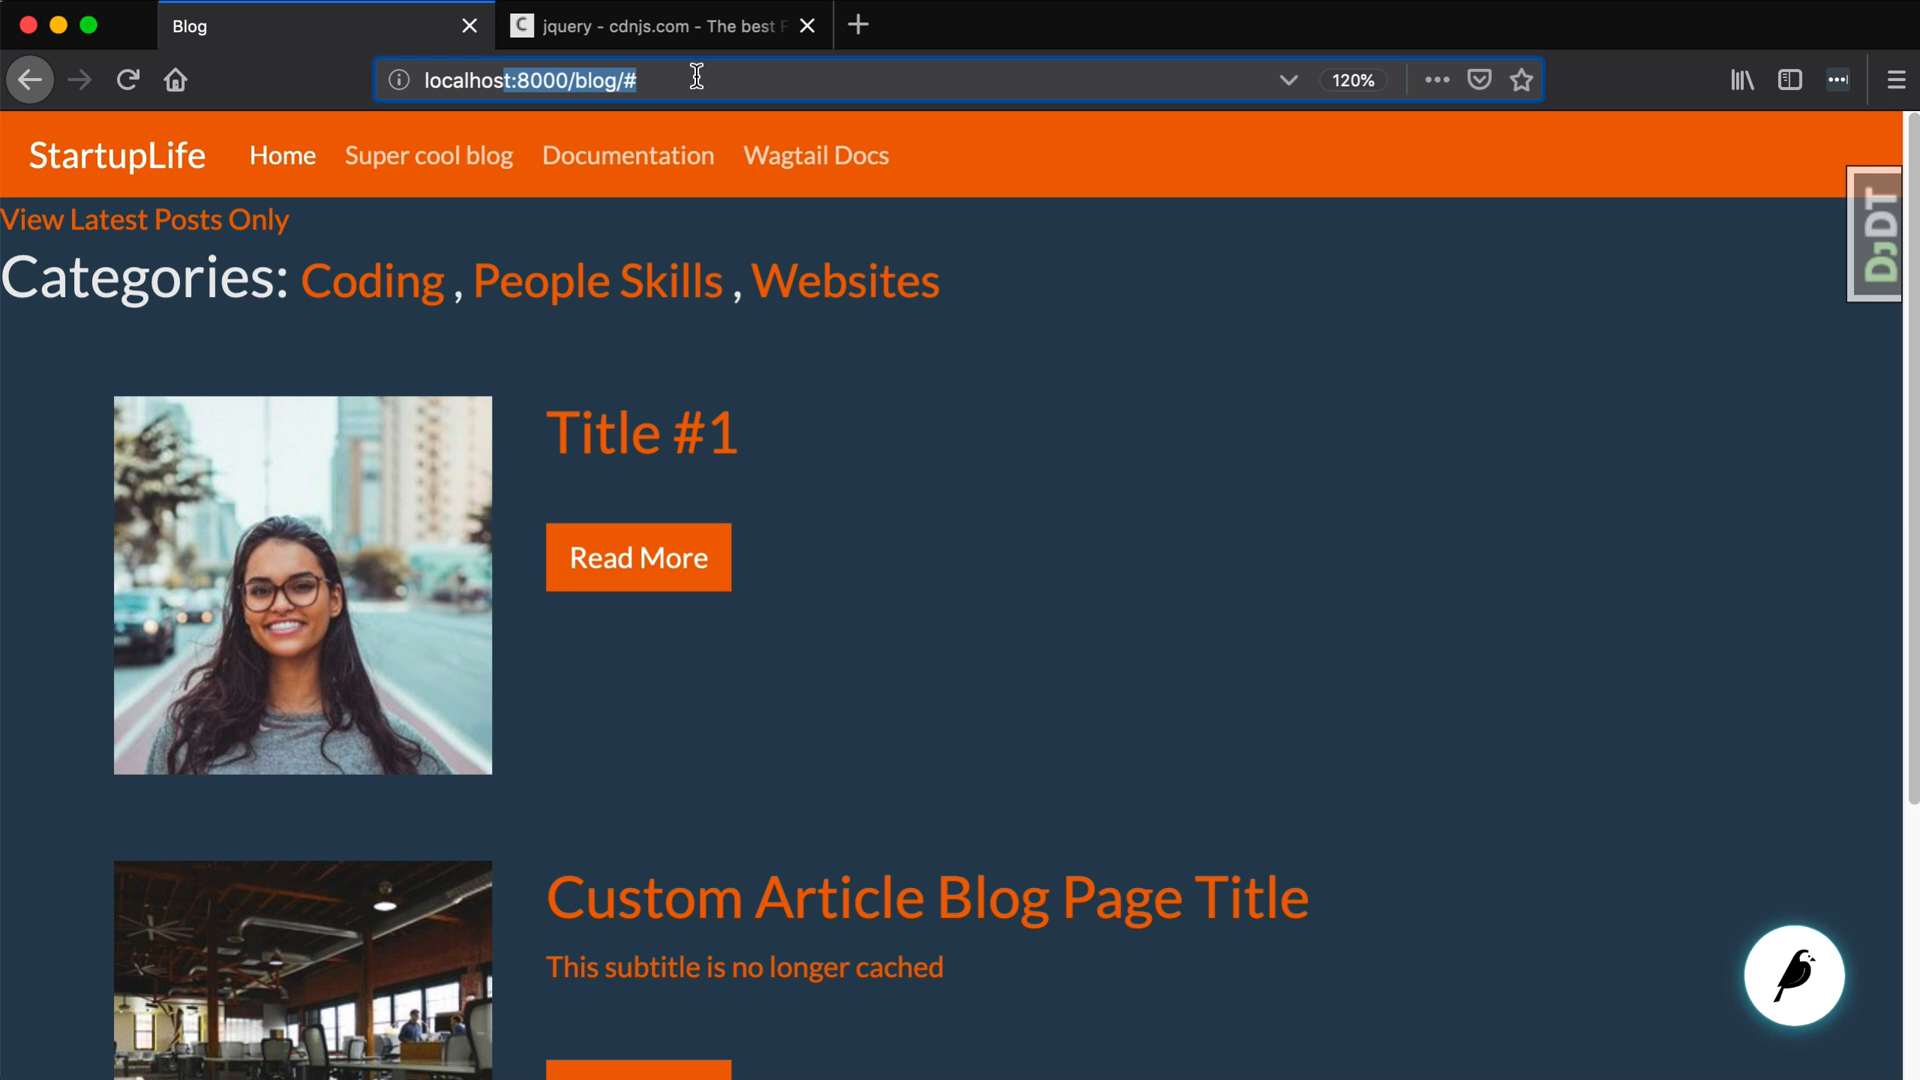 Blog
C jquery - cdnjs.com - The best F
localhost:8000/blog/#
120%
StartupLife Home Super cool blog Documentation Wagtail Docs
DjDT
View Latest Posts Only
Categories: Coding , People Skills , Websites
Title #1
Read More
Custom Article Blog Page Title
This subtitle is no longer cached